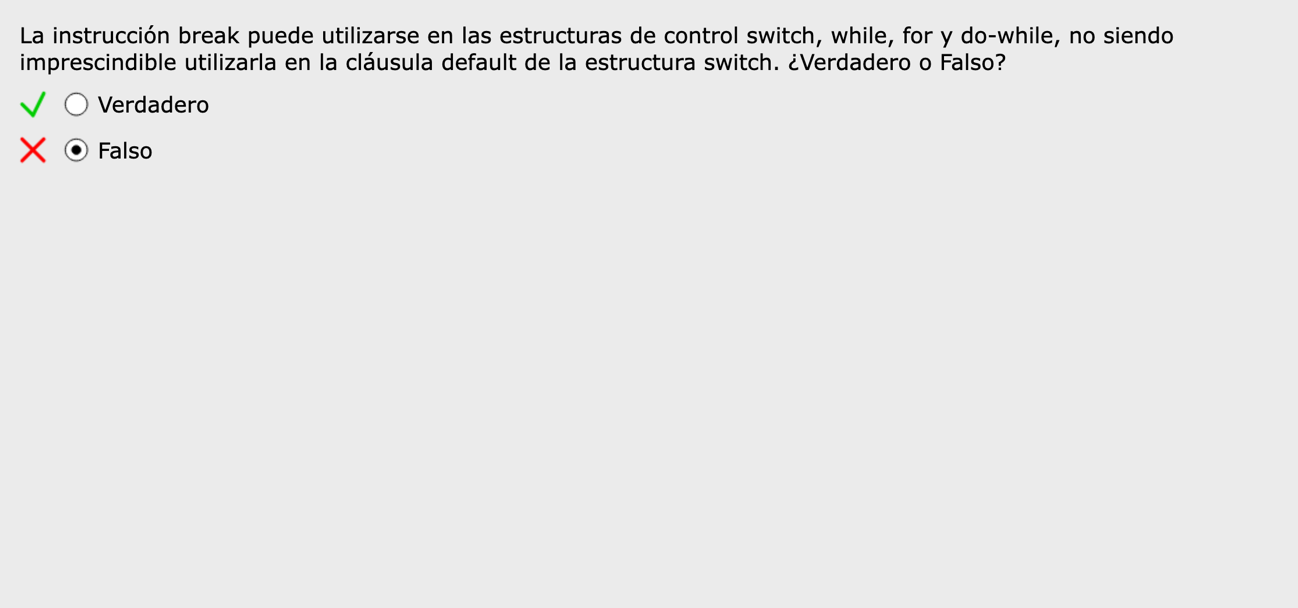 La instrucción break puede utilizarse en las estructuras de control switch, while, for y do-while, no siendo
imprescindible utilizarla en la cláusula default de la estructura switch. ¿Verdadero o Falso?
Verdadero
Falso